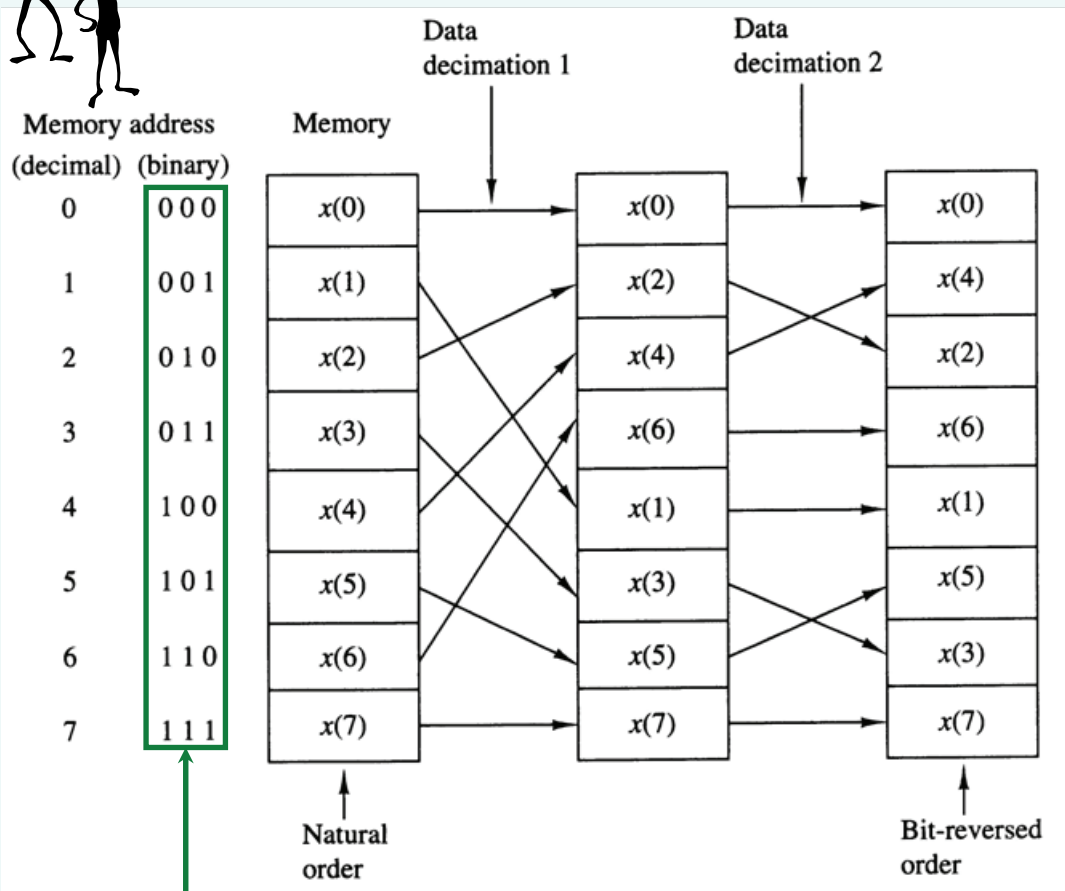 Data
decimation 1
Data
decimation 2
Memory address
Memory
(decimal) (binary)
0 0 0 0 x(0) x(0) x(0)
1 0 0 1 x(1) x(2) x(4)
2 0 1 0 x(2) x(4) x(2)
3 0 1 1 x(3) x(6) x(6)
4 1 0 0 x(4) x(1) x(1)
5 1 0 1 x(5) x(3) x(5)
6 1 1 0 x(6) x(5) x(3)
7 1 1 1 x(7) x(7) x(7)
Natural
order
Bit-reversed
order